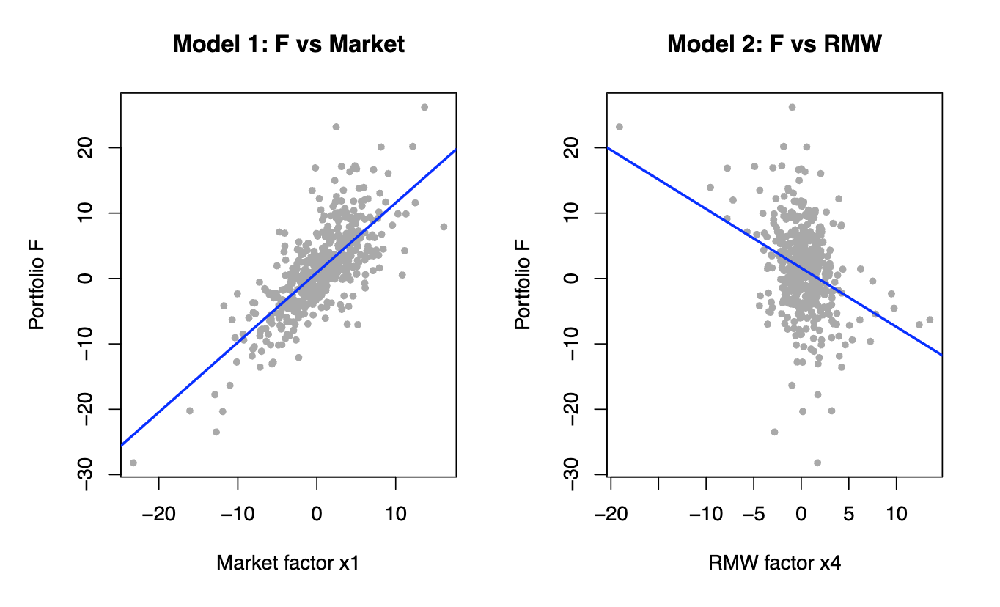 Model 1: F vs Market
Portfolio F
20
10
0
−10
−20
−30
−20 −10 0 10
Market factor x1
Model 2: F vs RMW
Portfolio F
20
10
0
−10
−20
−30
−20 −10 −5 0 5 10
RMW factor x4